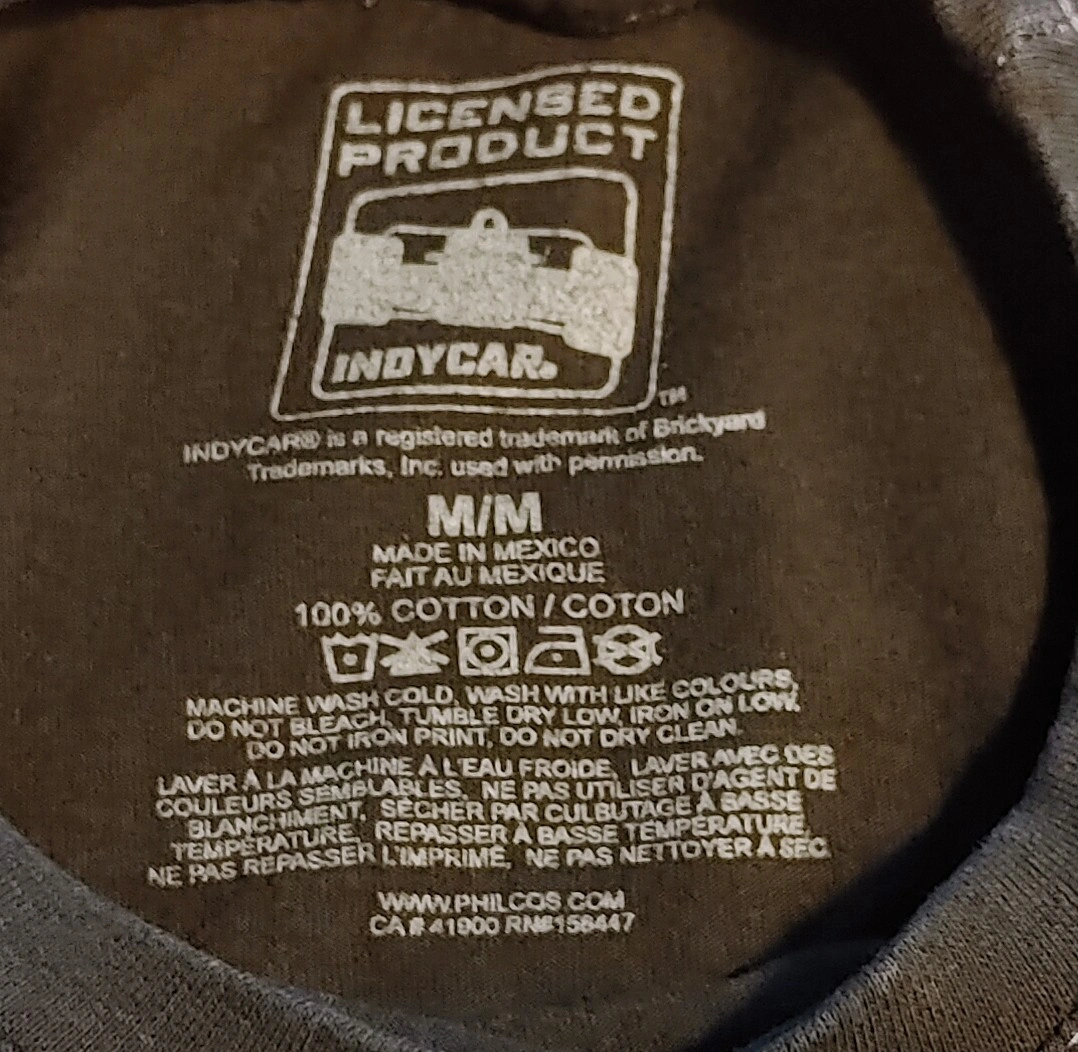 LICENSED
PRODUCT
INDYCAR®
TM
INDYCAR® is a registered trademark of Brickyard
Trademarks, Inc. used with permission.
M/M
MADE IN MEXICO
FAIT AU MEXIQUE
100% COTTON / COTON
MACHINE WASH COLD, WASH WITH LIKE COLOURS,
DO NOT BLEACH, TUMBLE DRY LOW, IRON ON LOW,
DO NOT IRON PRINT, DO NOT DRY CLEAN.
LAVER À LA MACHINE À L'EAU FROIDE, LAVER AVEC DES
COULEURS SEMBLABLES, NE PAS UTILISER D'AGENT DE
BLANCHIMENT, SÉCHER PAR CULBUTAGE À BASSE
TEMPÉRATURE, REPASSER À BASSE TEMPÉRATURE,
NE PAS REPASSER L'IMPRIMÉ, NE PAS NETTOYER À SEC.
WWW.PHILCOS.COM
CA # 41900 RN#158447